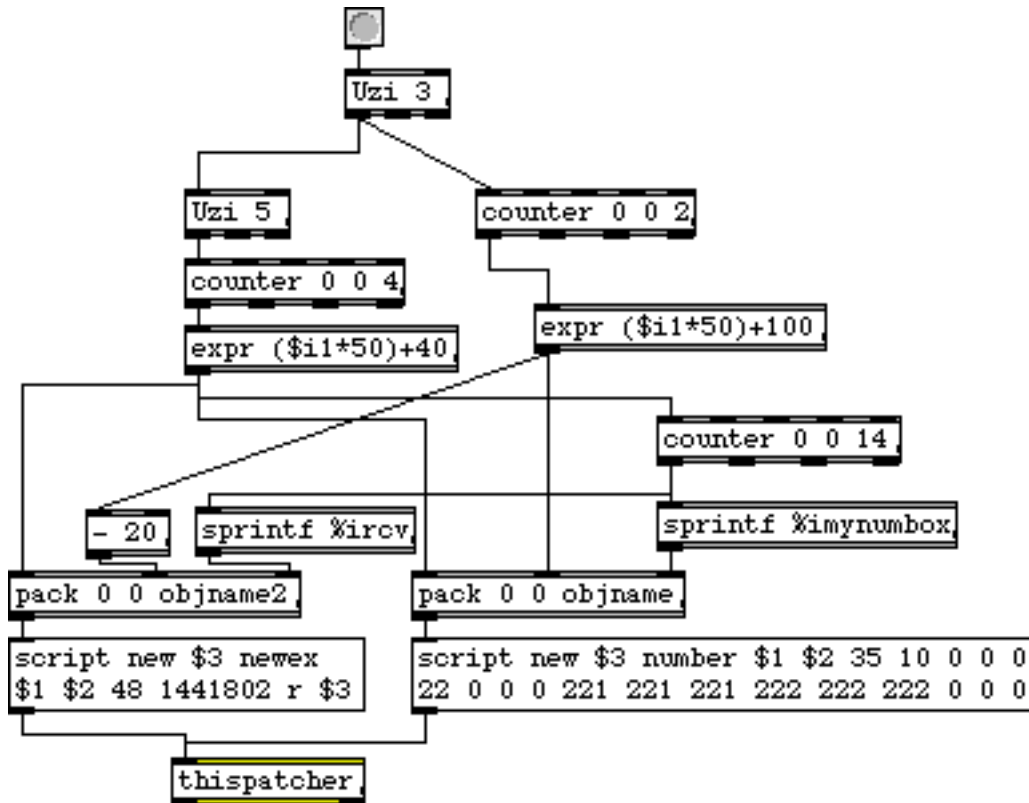 Uzi 3
Uzi 5
counter 0 0 2
counter 0 0 4
expr ($i1*50)+100
expr ($i1*50)+40
counter 0 0 14
- 20
sprintf %ircv
sprintf %imynumbox
pack 0 0 objname2
pack 0 0 objname
script new $3 newex
$1 $2 48 1441802 r $3
script new $3 number $1 $2 35 10 0 0 0
22 0 0 0 221 221 221 222 222 222 0 0 0
thispatcher